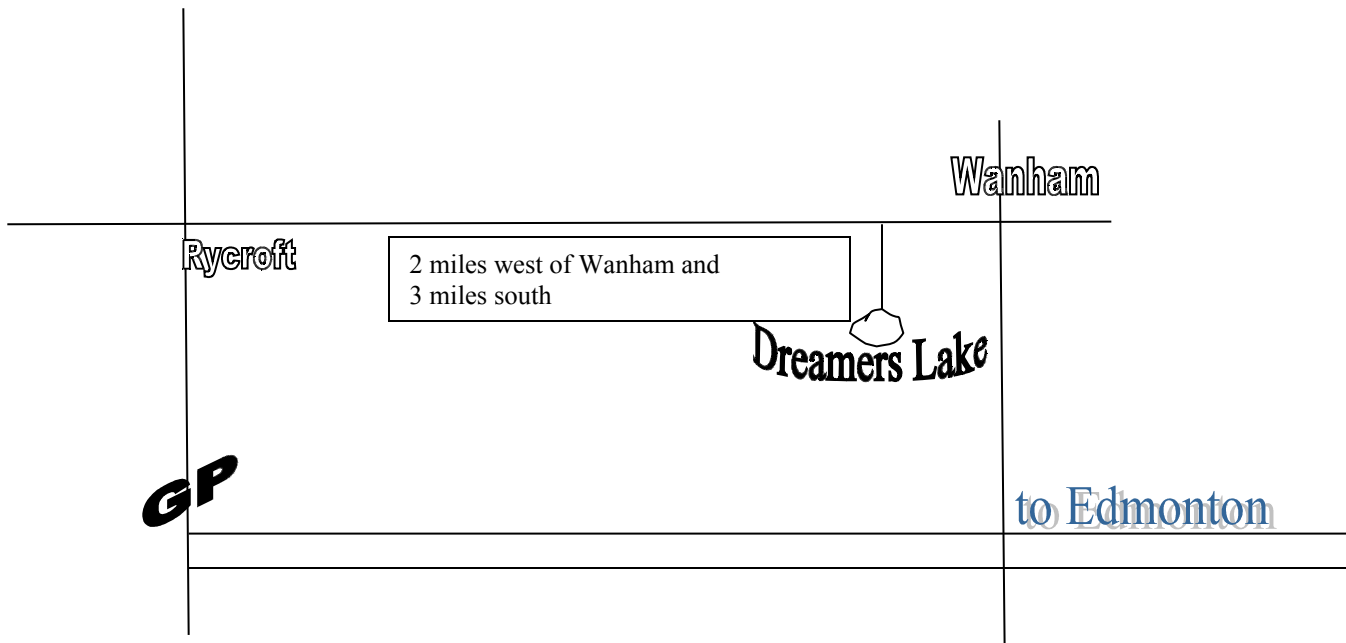 Wanham
Rycroft
2 miles west of Wanham and
3 miles south
Dreamers Lake
GP
to Edmonton